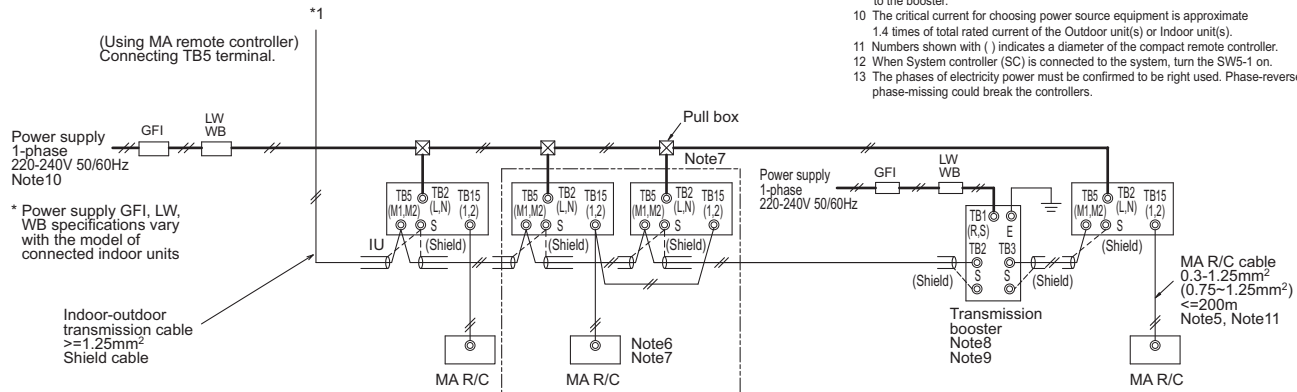 to the booster.
10 The critical current for choosing power source equipment is approximate
1.4 times of total rated current of the Outdoor unit(s) or Indoor unit(s).
11 Numbers shown with ( ) indicates a diameter of the compact remote controller.
12 When System controller (SC) is connected to the system, turn the SW5-1 on.
13 The phases of electricity power must be confirmed to be right used. Phase-reverse
phase-missing could break the controllers.
*1
(Using MA remote controller)
Connecting TB5 terminal.
Power supply
1-phase
220-240V 50/60Hz
Note10
GFI
LW
WB
* Power supply GFI, LW,
WB specifications vary
with the model of
connected indoor units
Pull box
Note7
TB5
(M1,M2)
TB2
(L,N)
S
TB15
(1,2)
(Shield)
IU
TB5
(M1,M2)
TB2
(L,N)
S
TB15
(1,2)
(Shield)
TB5
(M1,M2)
TB2
(L,N)
S
TB15
(1,2)
(Shield)
Power supply
1-phase
220-240V 50/60Hz
GFI
LW
WB
TB1
(R,S)
E
TB2
TB3
S
S
(Shield)
(Shield)
Transmission
booster
Note8
Note9
TB5
(M1,M2)
TB2
(L,N)
S
TB15
(1,2)
(Shield)
MA R/C cable
0.3-1.25mm²
(0.75~1.25mm²)
<=200m
Note5, Note11
Indoor-outdoor
transmission cable
>=1.25mm²
Shield cable
MA R/C
Note6
Note7
MA R/C
MA R/C